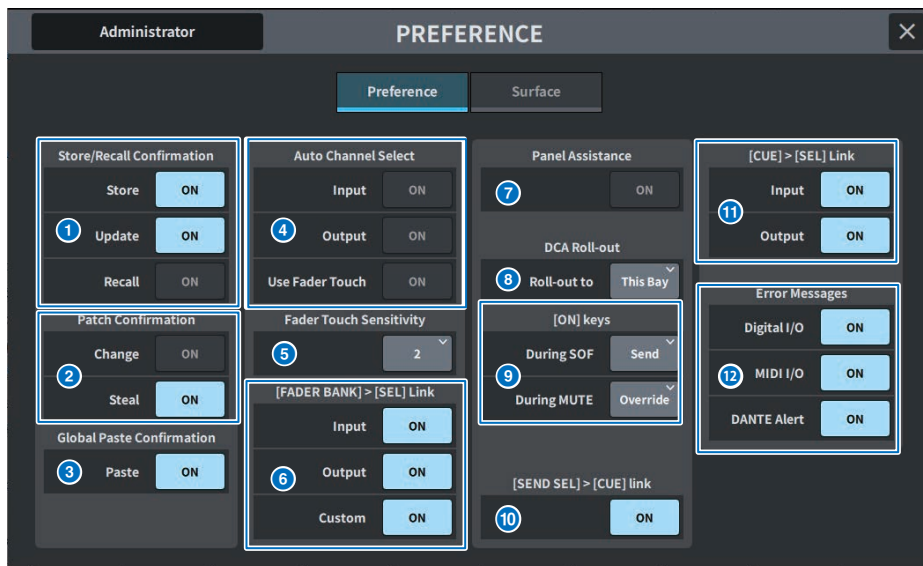 Administrator
PREFERENCE
×
Preference
Surface
Store/Recall Confirmation
Store ON
1
Update ON
Recall ON
Patch Confirmation
Change ON
2
Steal ON
Global Paste Confirmation
3
Paste ON
Auto Channel Select
Input ON
4
Output ON
Use Fader Touch ON
Fader Touch Sensitivity
5
2
[FADER BANK] > [SEL] Link
Input ON
6
Output ON
Custom ON
Panel Assistance
7
ON
DCA Roll-out
8
Roll-out to This Bay
[ON] keys
During SOF Send
9
During MUTE Override
[SEND SEL] > [CUE] link
10
ON
[CUE] > [SEL] Link
Input ON
11
Output ON
Error Messages
Digital I/O ON
12
MIDI I/O ON
DANTE Alert ON